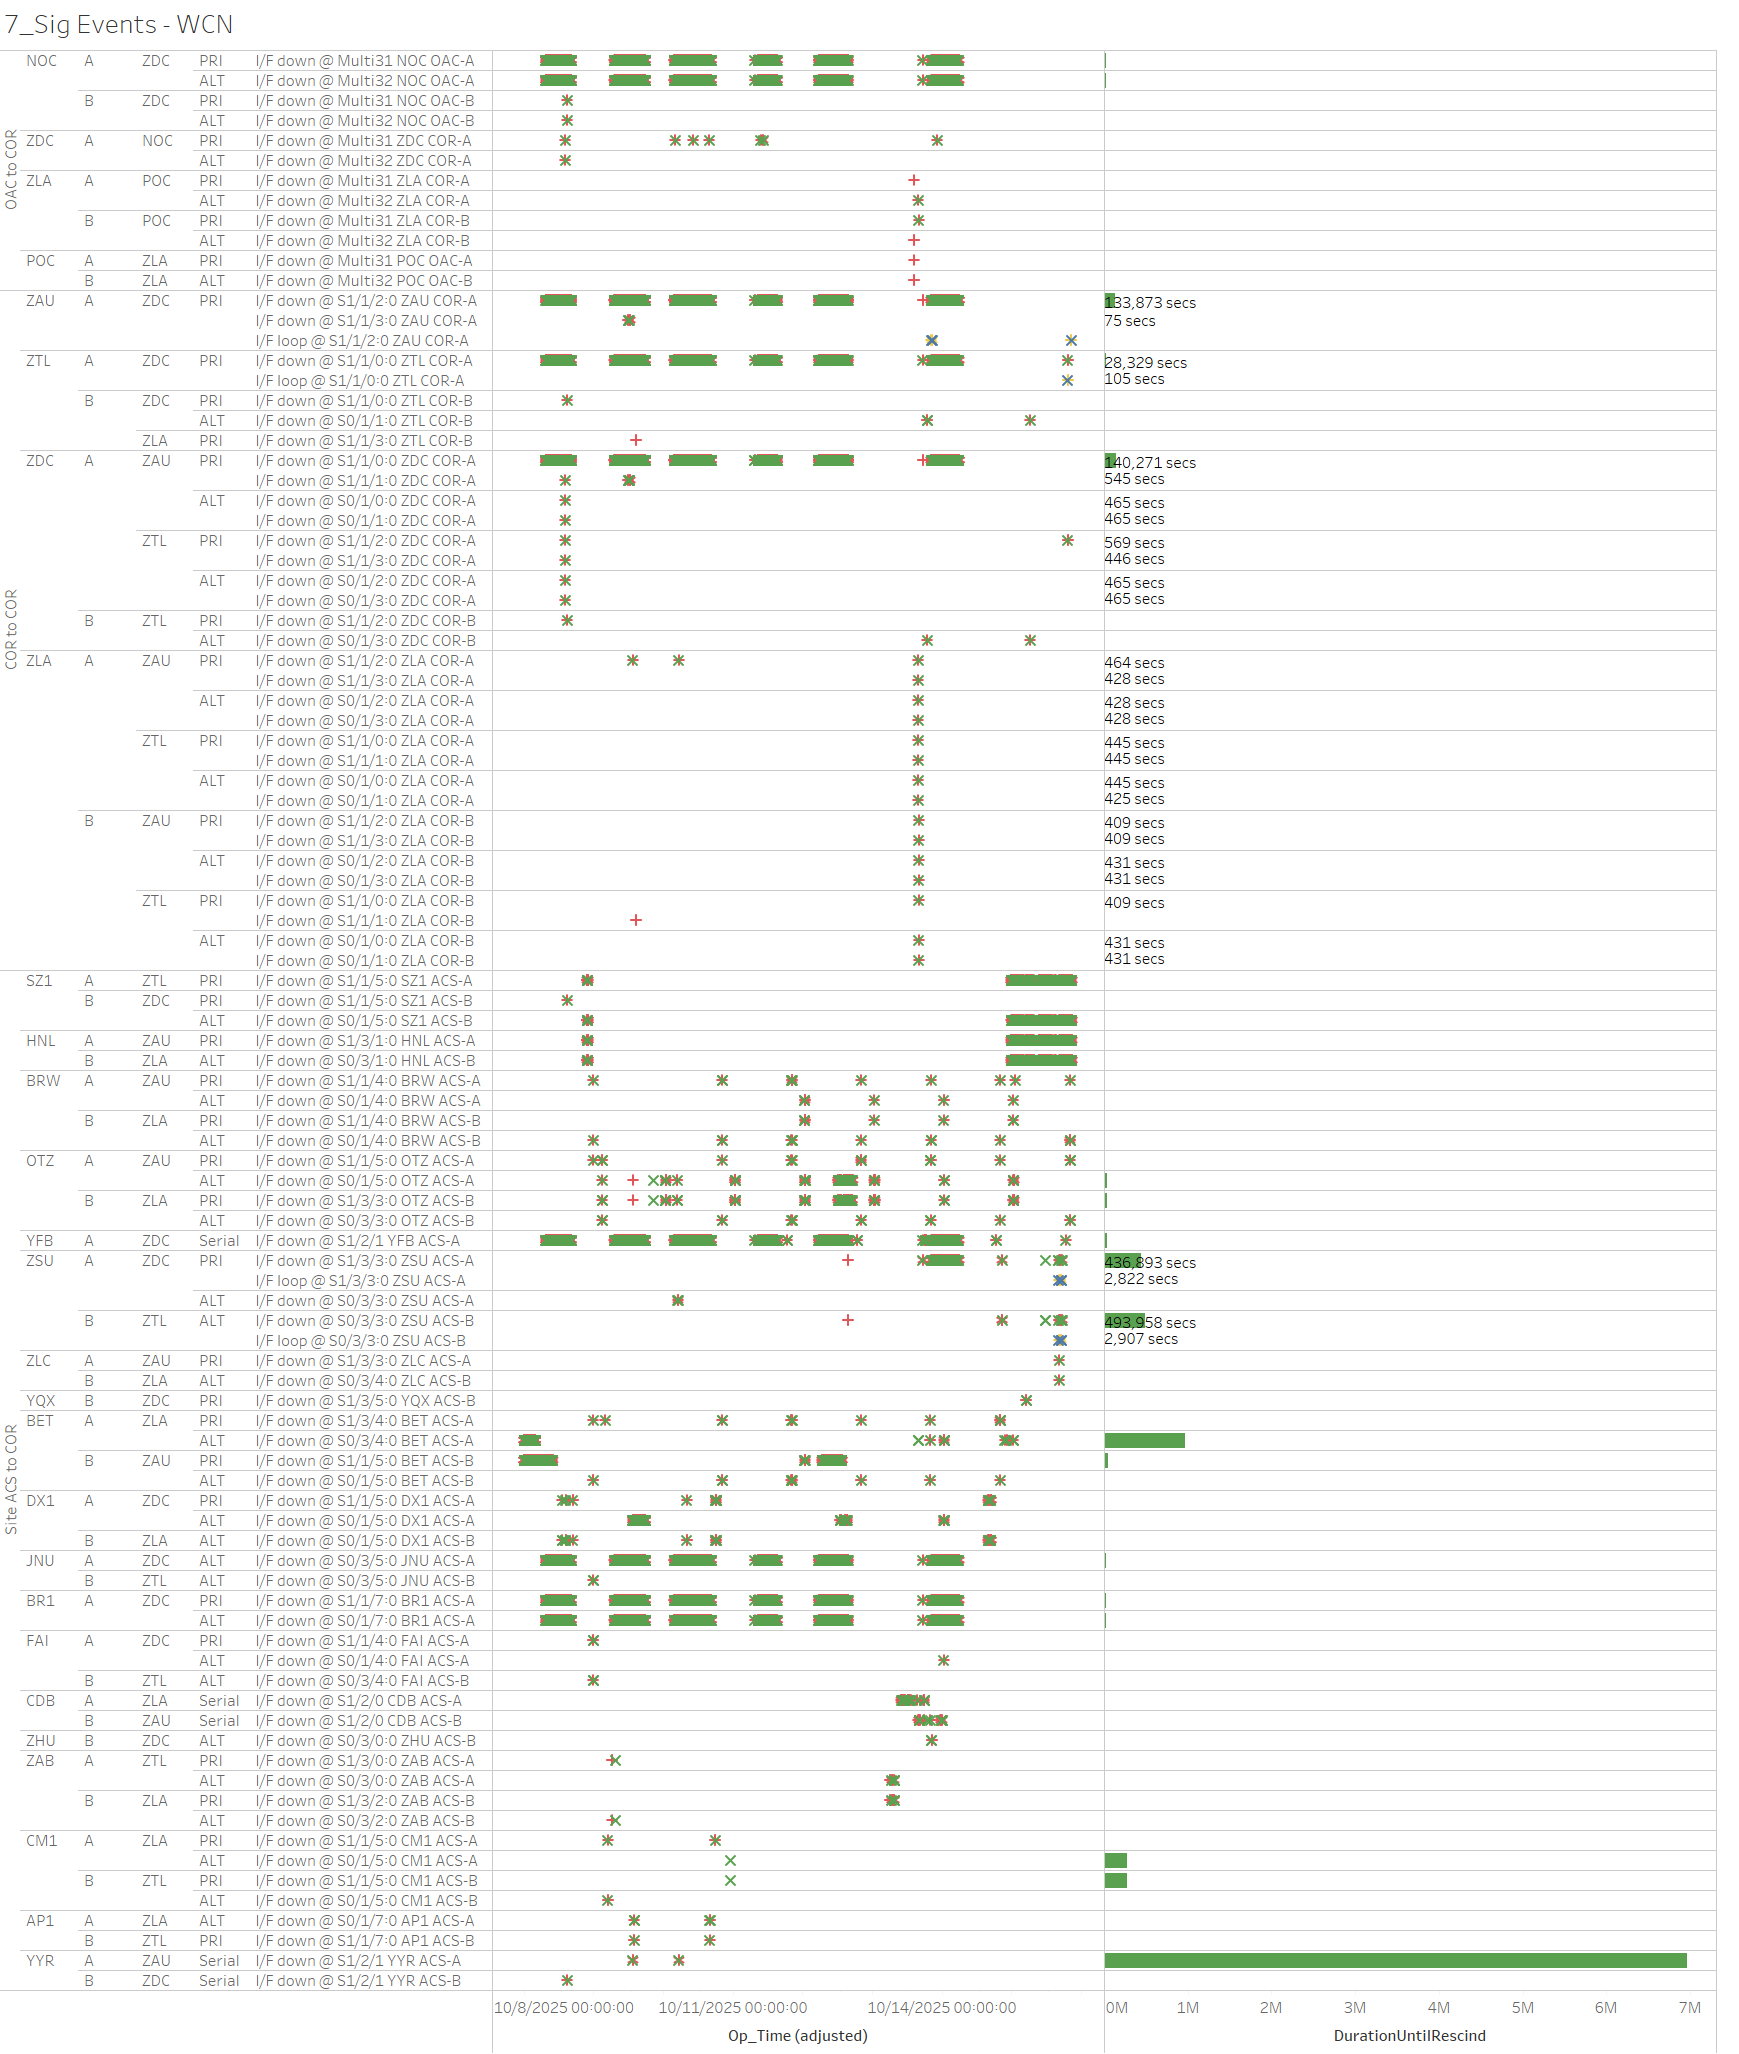 7_Sig Events - WCN
OAC to COR
NOC A ZDC PRI I/F down @ Multi31 NOC OAC-A
ALT I/F down @ Multi32 NOC OAC-A
B ZDC PRI I/F down @ Multi31 NOC OAC-B
ALT I/F down @ Multi32 NOC OAC-B
ZDC A NOC PRI I/F down @ Multi31 ZDC COR-A
ALT I/F down @ Multi32 ZDC COR-A
ZLA A POC PRI I/F down @ Multi31 ZLA COR-A
ALT I/F down @ Multi32 ZLA COR-A
B POC PRI I/F down @ Multi31 ZLA COR-B
ALT I/F down @ Multi32 ZLA COR-B
POC A ZLA PRI I/F down @ Multi31 POC OAC-A
B ZLA ALT I/F down @ Multi32 POC OAC-B
COR to COR
ZAU A ZDC PRI I/F down @ S1/1/2:0 ZAU COR-A 133,873 secs
I/F down @ S1/1/3:0 ZAU COR-A 75 secs
I/F loop @ S1/1/2:0 ZAU COR-A
ZTL A ZDC PRI I/F down @ S1/1/0:0 ZTL COR-A 28,329 secs
I/F loop @ S1/1/0:0 ZTL COR-A 105 secs
B ZDC PRI I/F down @ S1/1/0:0 ZTL COR-B
ALT I/F down @ S0/1/1:0 ZTL COR-B
ZLA PRI I/F down @ S1/1/3:0 ZTL COR-B
ZDC A ZAU PRI I/F down @ S1/1/0:0 ZDC COR-A 140,271 secs
I/F down @ S1/1/1:0 ZDC COR-A 545 secs
ALT I/F down @ S0/1/0:0 ZDC COR-A 465 secs
I/F down @ S0/1/1:0 ZDC COR-A 465 secs
ZTL PRI I/F down @ S1/1/2:0 ZDC COR-A 569 secs
I/F down @ S1/1/3:0 ZDC COR-A 446 secs
ALT I/F down @ S0/1/2:0 ZDC COR-A 465 secs
I/F down @ S0/1/3:0 ZDC COR-A 465 secs
B ZTL PRI I/F down @ S1/1/2:0 ZDC COR-B
ALT I/F down @ S0/1/3:0 ZDC COR-B
ZLA A ZAU PRI I/F down @ S1/1/2:0 ZLA COR-A 464 secs
I/F down @ S1/1/3:0 ZLA COR-A 428 secs
ALT I/F down @ S0/1/2:0 ZLA COR-A 428 secs
I/F down @ S0/1/3:0 ZLA COR-A 428 secs
ZTL PRI I/F down @ S1/1/0:0 ZLA COR-A 445 secs
I/F down @ S1/1/1:0 ZLA COR-A 445 secs
ALT I/F down @ S0/1/0:0 ZLA COR-A 445 secs
I/F down @ S0/1/1:0 ZLA COR-A 425 secs
B ZAU PRI I/F down @ S1/1/2:0 ZLA COR-B 409 secs
I/F down @ S1/1/3:0 ZLA COR-B 409 secs
ALT I/F down @ S0/1/2:0 ZLA COR-B 431 secs
I/F down @ S0/1/3:0 ZLA COR-B 431 secs
ZTL PRI I/F down @ S1/1/0:0 ZLA COR-B 409 secs
I/F down @ S1/1/1:0 ZLA COR-B
ALT I/F down @ S0/1/0:0 ZLA COR-B 431 secs
I/F down @ S0/1/1:0 ZLA COR-B 431 secs
Site ACS to COR
SZ1 A ZTL PRI I/F down @ S1/1/5:0 SZ1 ACS-A
B ZDC PRI I/F down @ S1/1/5:0 SZ1 ACS-B
ALT I/F down @ S0/1/5:0 SZ1 ACS-B
HNL A ZAU PRI I/F down @ S1/3/1:0 HNL ACS-A
B ZLA ALT I/F down @ S0/3/1:0 HNL ACS-B
BRW A ZAU PRI I/F down @ S1/1/4:0 BRW ACS-A
ALT I/F down @ S0/1/4:0 BRW ACS-A
B ZLA PRI I/F down @ S1/1/4:0 BRW ACS-B
ALT I/F down @ S0/1/4:0 BRW ACS-B
OTZ A ZAU PRI I/F down @ S1/1/5:0 OTZ ACS-A
ALT I/F down @ S0/1/5:0 OTZ ACS-A
B ZLA PRI I/F down @ S1/3/3:0 OTZ ACS-B
ALT I/F down @ S0/3/3:0 OTZ ACS-B
YFB A ZDC Serial I/F down @ S1/2/1 YFB ACS-A
ZSU A ZDC PRI I/F down @ S1/3/3:0 ZSU ACS-A 436,893 secs
I/F loop @ S1/3/3:0 ZSU ACS-A 2,822 secs
ALT I/F down @ S0/3/3:0 ZSU ACS-A
B ZTL ALT I/F down @ S0/3/3:0 ZSU ACS-B 493,958 secs
I/F loop @ S0/3/3:0 ZSU ACS-B 2,907 secs
ZLC A ZAU PRI I/F down @ S1/3/3:0 ZLC ACS-A
B ZLA ALT I/F down @ S0/3/4:0 ZLC ACS-B
YQX B ZDC PRI I/F down @ S1/3/5:0 YQX ACS-B
BET A ZLA PRI I/F down @ S1/3/4:0 BET ACS-A
ALT I/F down @ S0/3/4:0 BET ACS-A
B ZAU PRI I/F down @ S1/1/5:0 BET ACS-B
ALT I/F down @ S0/1/5:0 BET ACS-B
DX1 A ZDC PRI I/F down @ S1/1/5:0 DX1 ACS-A
ALT I/F down @ S0/1/5:0 DX1 ACS-A
B ZLA ALT I/F down @ S0/1/5:0 DX1 ACS-B
JNU A ZDC ALT I/F down @ S0/3/5:0 JNU ACS-A
B ZTL ALT I/F down @ S0/3/5:0 JNU ACS-B
BR1 A ZDC PRI I/F down @ S1/1/7:0 BR1 ACS-A
ALT I/F down @ S0/1/7:0 BR1 ACS-A
FAI A ZDC PRI I/F down @ S1/1/4:0 FAI ACS-A
ALT I/F down @ S0/1/4:0 FAI ACS-A
B ZTL ALT I/F down @ S0/3/4:0 FAI ACS-B
CDB A ZLA Serial I/F down @ S1/2/0 CDB ACS-A
B ZAU Serial I/F down @ S1/2/0 CDB ACS-B
ZHU B ZDC ALT I/F down @ S0/3/0:0 ZHU ACS-B
ZAB A ZTL PRI I/F down @ S1/3/0:0 ZAB ACS-A
ALT I/F down @ S0/3/0:0 ZAB ACS-A
B ZLA PRI I/F down @ S1/3/2:0 ZAB ACS-B
ALT I/F down @ S0/3/2:0 ZAB ACS-B
CM1 A ZLA PRI I/F down @ S1/1/5:0 CM1 ACS-A
ALT I/F down @ S0/1/5:0 CM1 ACS-A
B ZTL PRI I/F down @ S1/1/5:0 CM1 ACS-B
ALT I/F down @ S0/1/5:0 CM1 ACS-B
AP1 A ZLA ALT I/F down @ S0/1/7:0 AP1 ACS-A
B ZTL PRI I/F down @ S1/1/7:0 AP1 ACS-B
YYR A ZAU Serial I/F down @ S1/2/1 YYR ACS-A
B ZDC Serial I/F down @ S1/2/1 YYR ACS-B
10/8/2025 00:00:00 10/11/2025 00:00:00 10/14/2025 00:00:00 0M 1M 2M 3M 4M 5M 6M 7M
Op_Time (adjusted) DurationUntilRescind